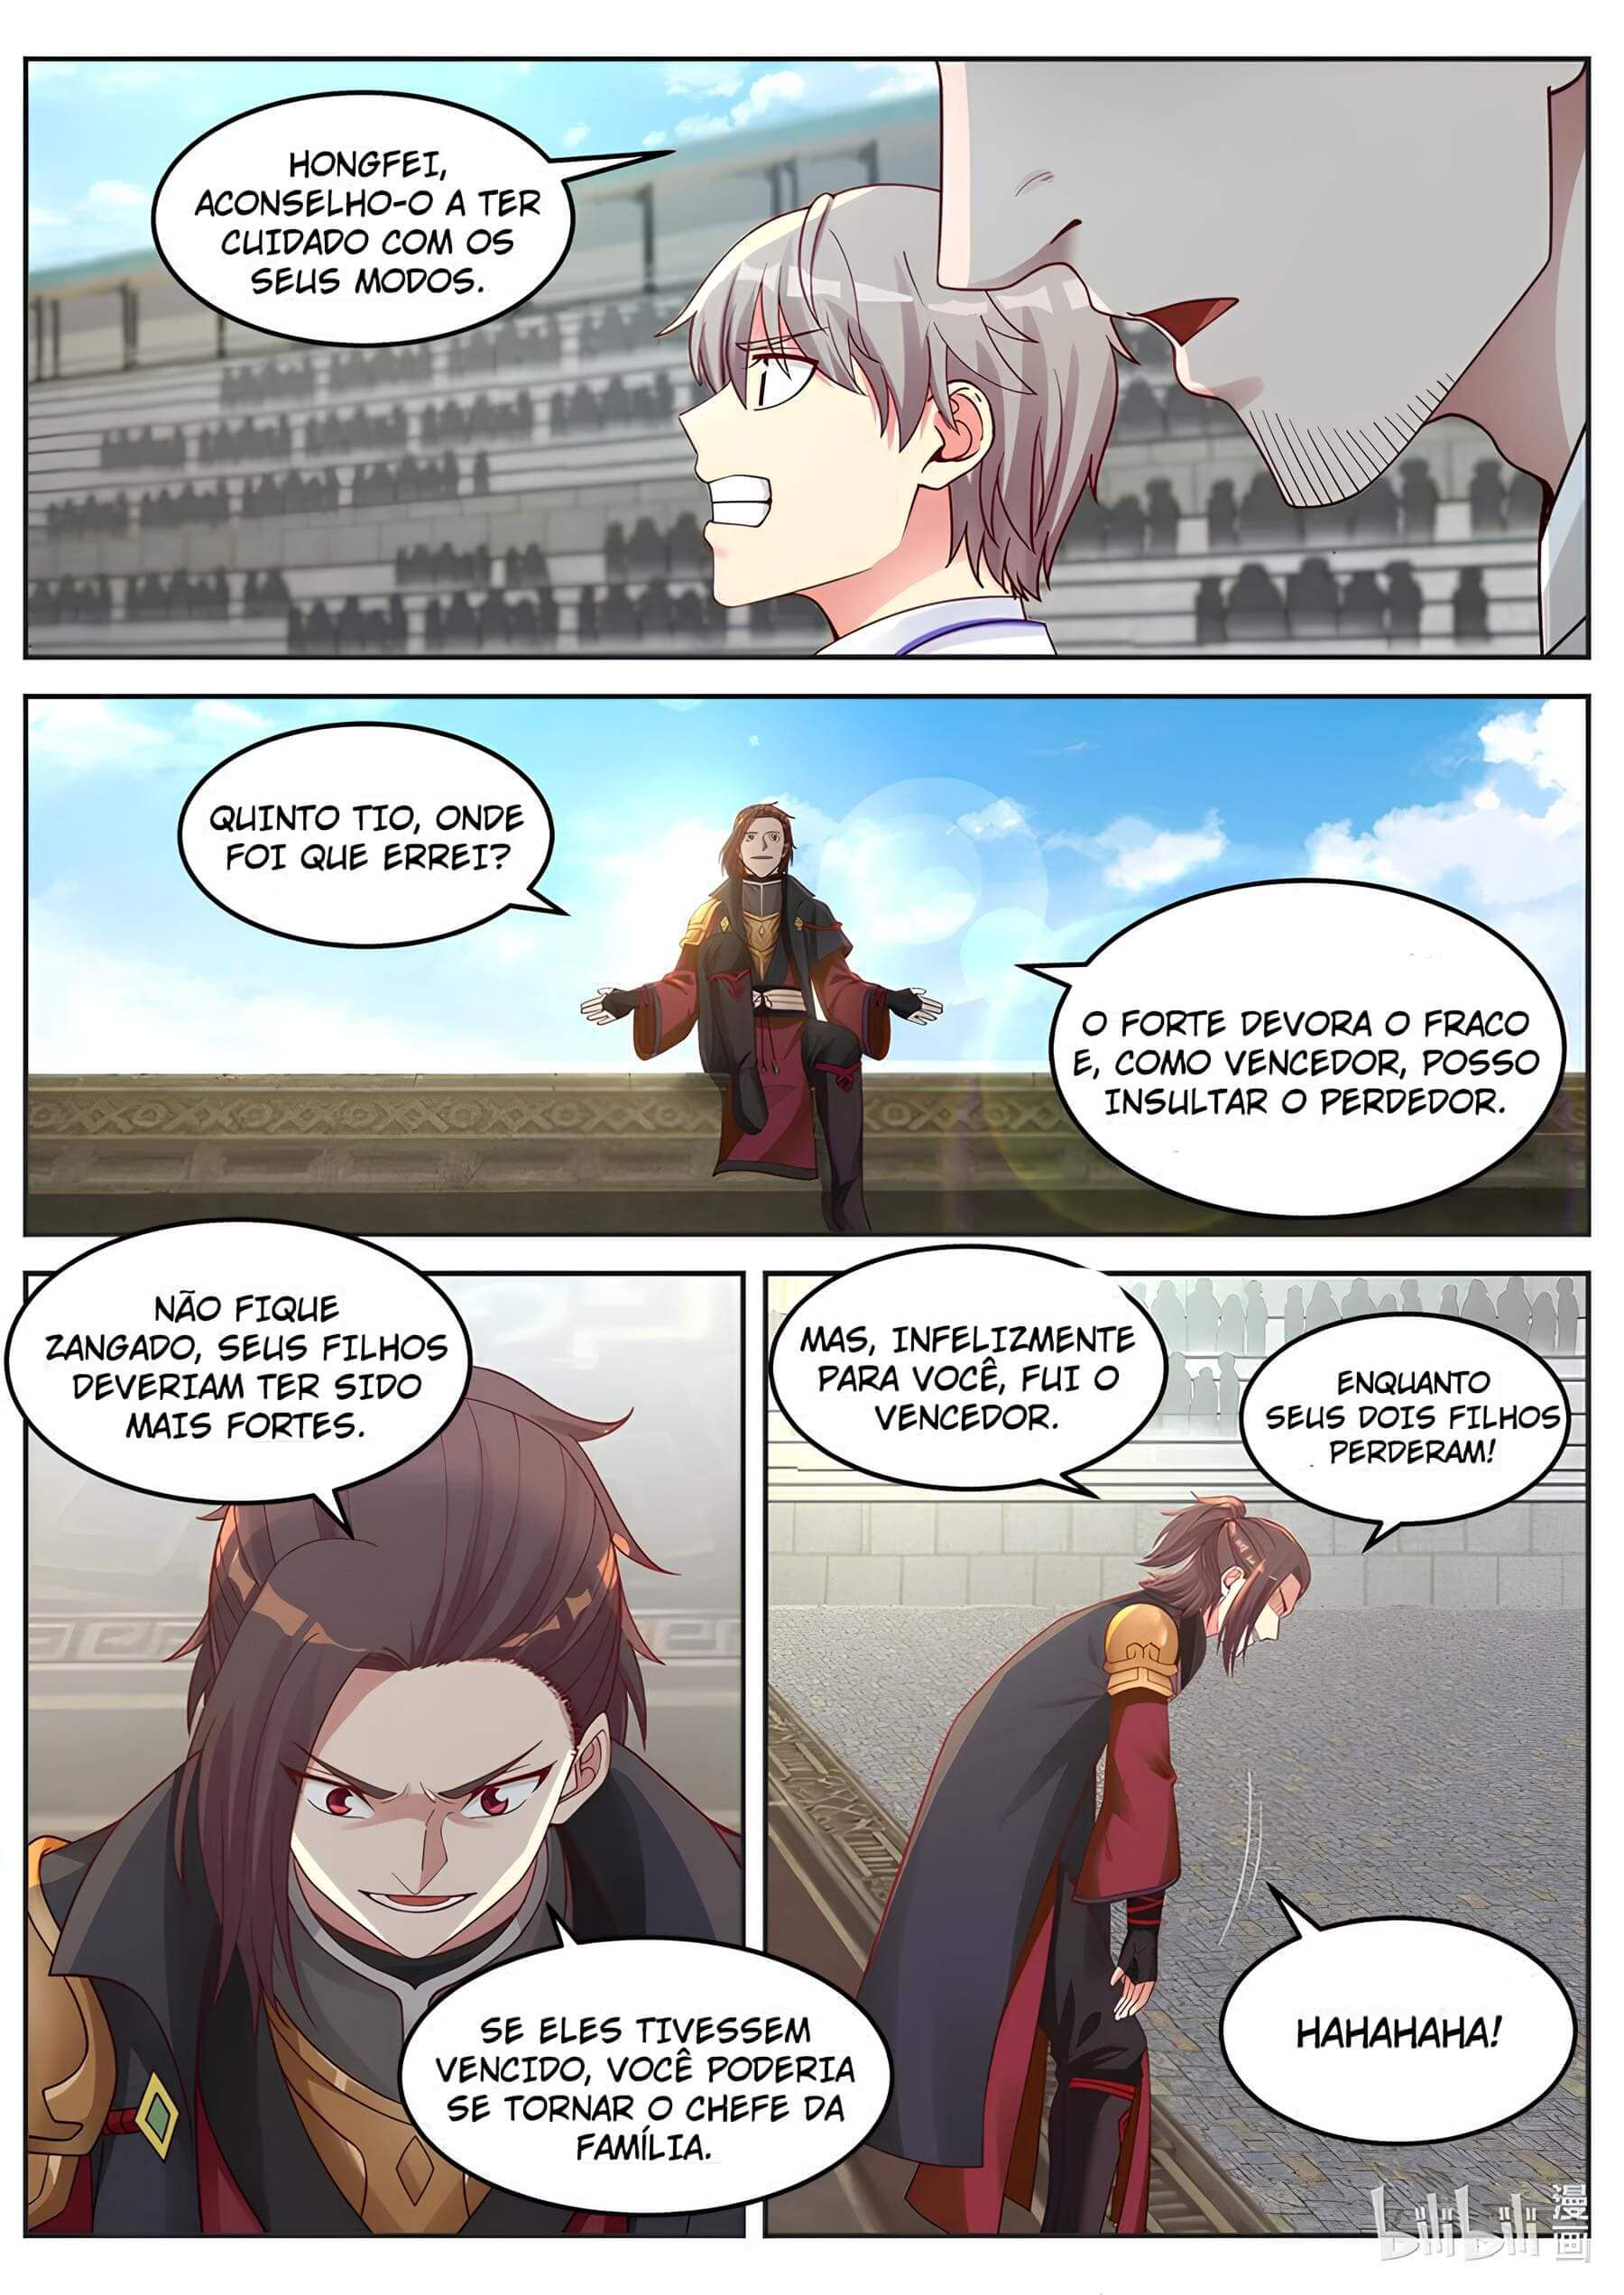 HONGFEI,
ACONSELHO-O A TER
CUIDADO COM OS
SEUS MODOS.
QUINTO TIO, ONDE
FOI QUE ERREI?
O FORTE DEVORA O FRACO
E, COMO VENCEDOR, POSSO
INSULTAR O PERDEDOR.
NÃO FIQUE
ZANGADO, SEUS FILHOS
DEVERIAM TER SIDO
MAIS FORTES.
SE ELES TIVESSEM
VENCIDO, VOCÊ PODERIA
SE TORNAR O CHEFE DA
FAMÍLIA.
MAS, INFELIZMENTE
PARA VOCÊ, FUI O
VENCEDOR.
ENQUANTO
SEUS DOIS FILHOS
PERDERAM!
HAHAHAHA!
bilibili 漫画